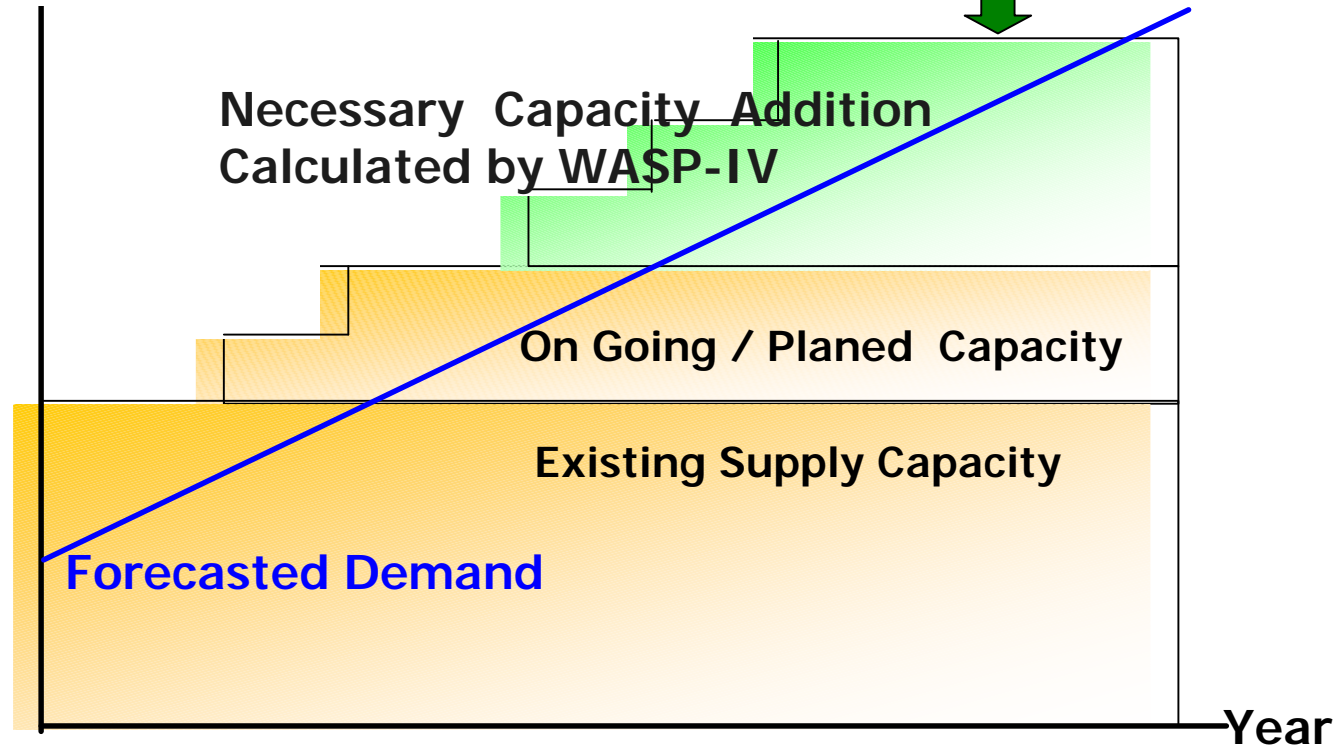 Necessary Capacity Addition
Calculated by WASP-IV
On Going / Planed Capacity
Existing Supply Capacity
Forecasted Demand
Year